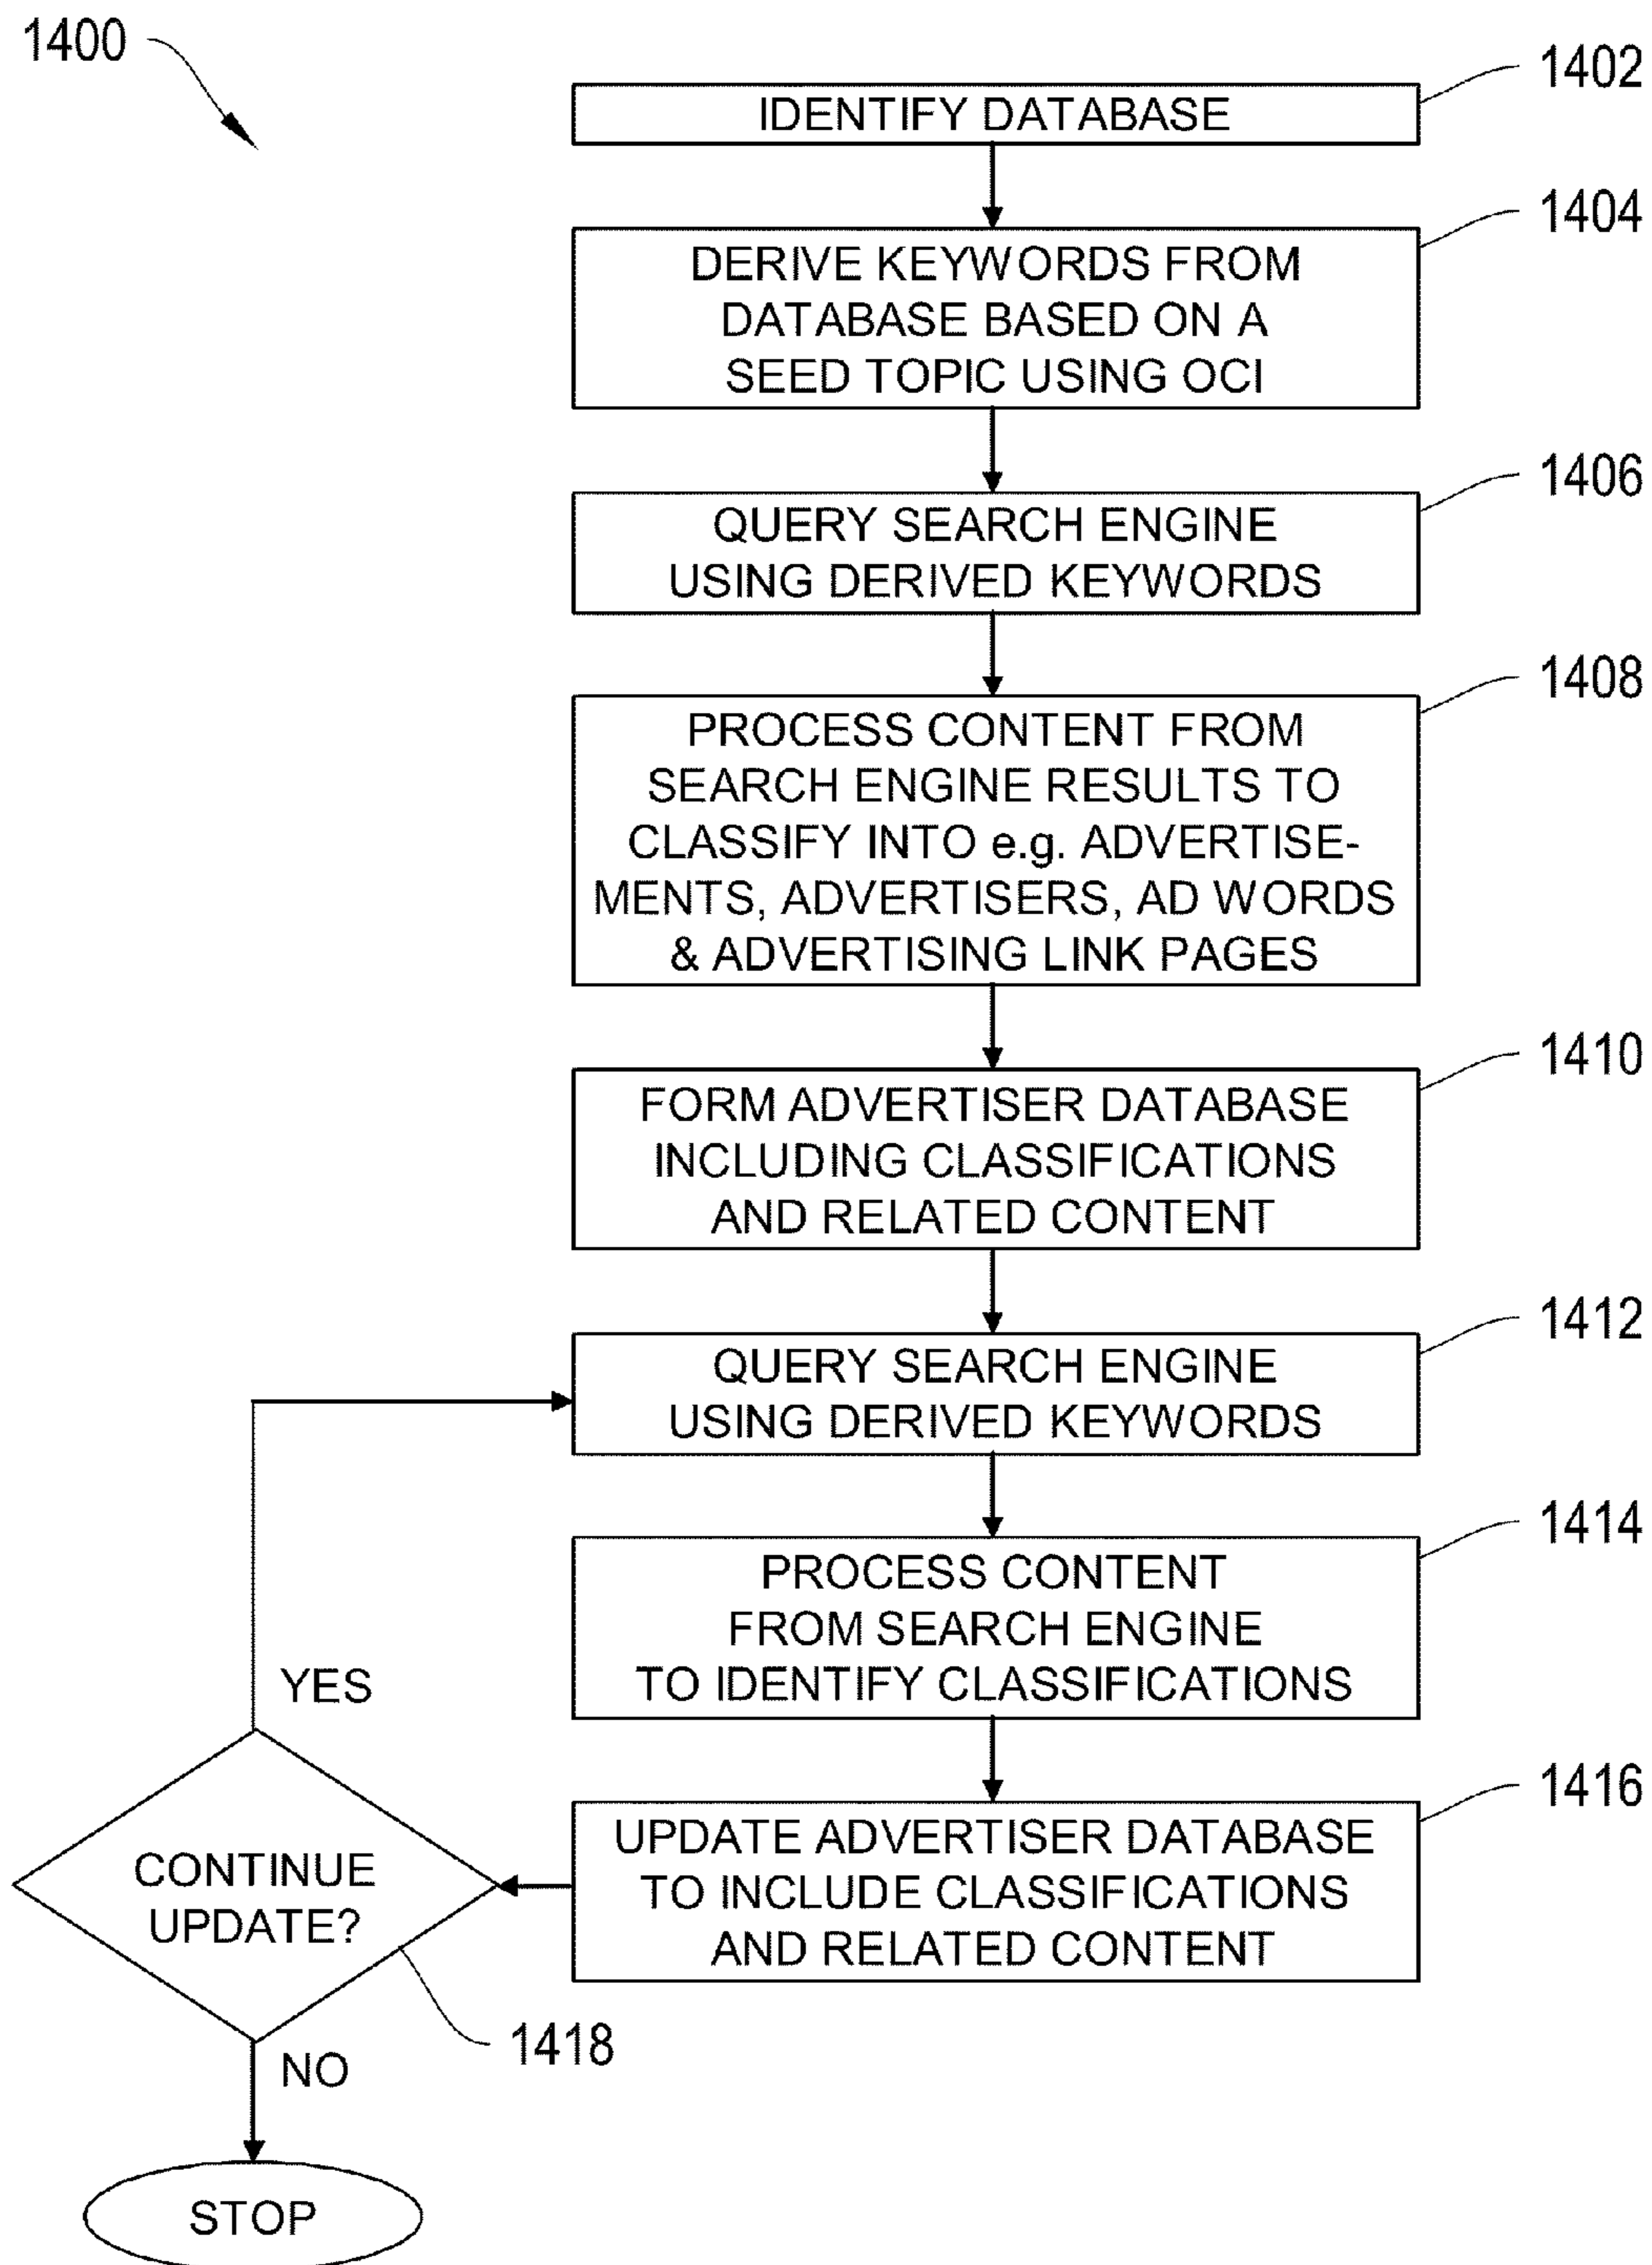 1400
1402
IDENTIFY DATABASE
1404
DERIVE KEYWORDS FROM
DATABASE BASED ON A
SEED TOPIC USING OCI
1406
QUERY SEARCH ENGINE
USING DERIVED KEYWORDS
1408
PROCESS CONTENT FROM
SEARCH ENGINE RESULTS TO
CLASSIFY INTO e.g. ADVERTISE-
MENTS, ADVERTISERS, AD WORDS
& ADVERTISING LINK PAGES
1410
FORM ADVERTISER DATABASE
INCLUDING CLASSIFICATIONS
AND RELATED CONTENT
1412
QUERY SEARCH ENGINE
USING DERIVED KEYWORDS
1414
PROCESS CONTENT
FROM SEARCH ENGINE
TO IDENTIFY CLASSIFICATIONS
1416
UPDATE ADVERTISER DATABASE
TO INCLUDE CLASSIFICATIONS
AND RELATED CONTENT
YES
CONTINUE
UPDATE?
1418
NO
STOP